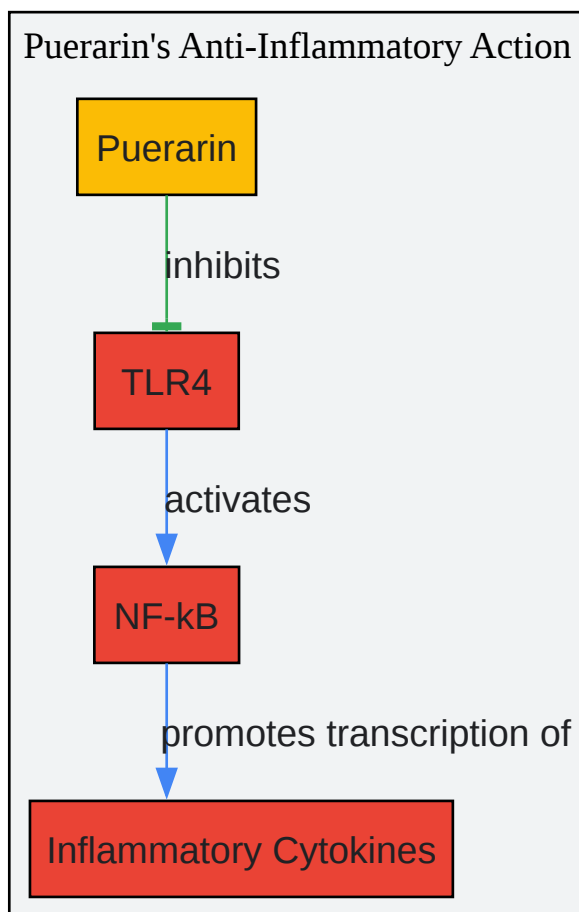 Puerarin's Anti-Inflammatory Action
Puerarin
inhibits
TLR4
activates
NF-kB
promotes transcription of
Inflammatory Cytokines